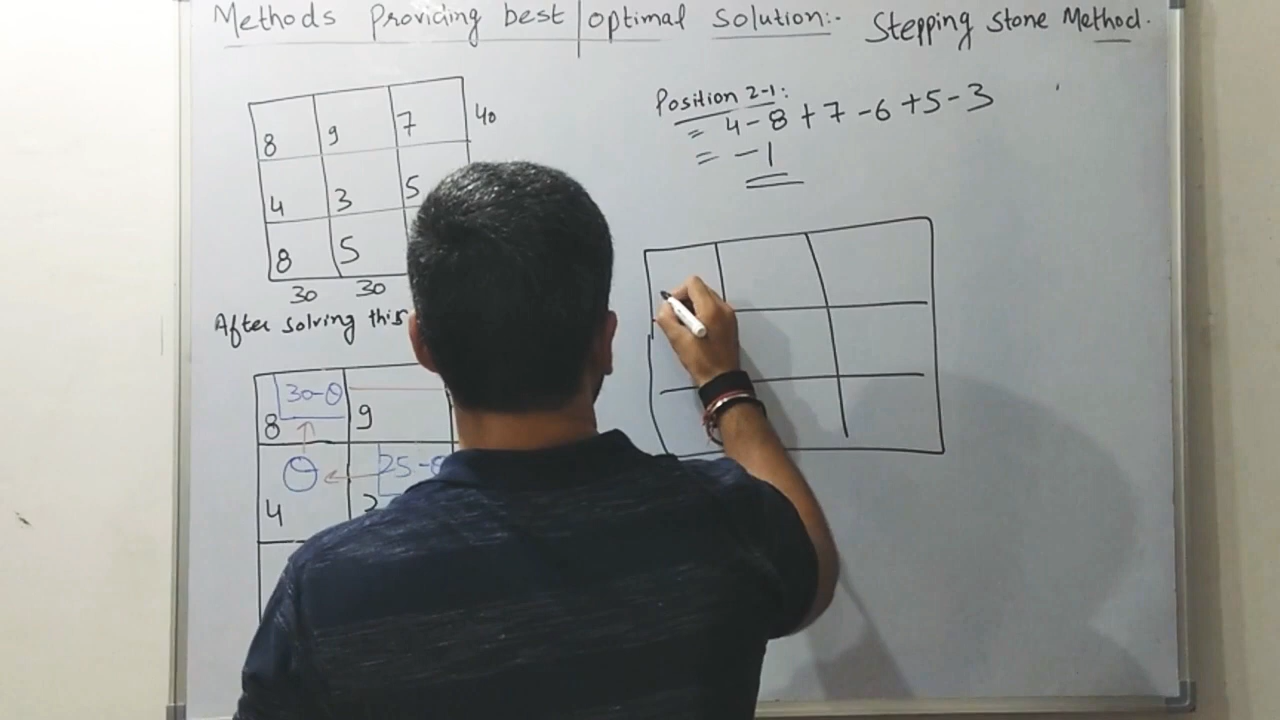 Methods Providing best/optimal Solution:- Stepping Stone Method.
8 9 7 40
4 3 5
8 5
30 30
After solving this
8 30-θ 9
θ 25-θ
4 3
Position 2-1:
= 4-8+7-6+5-3
= -1